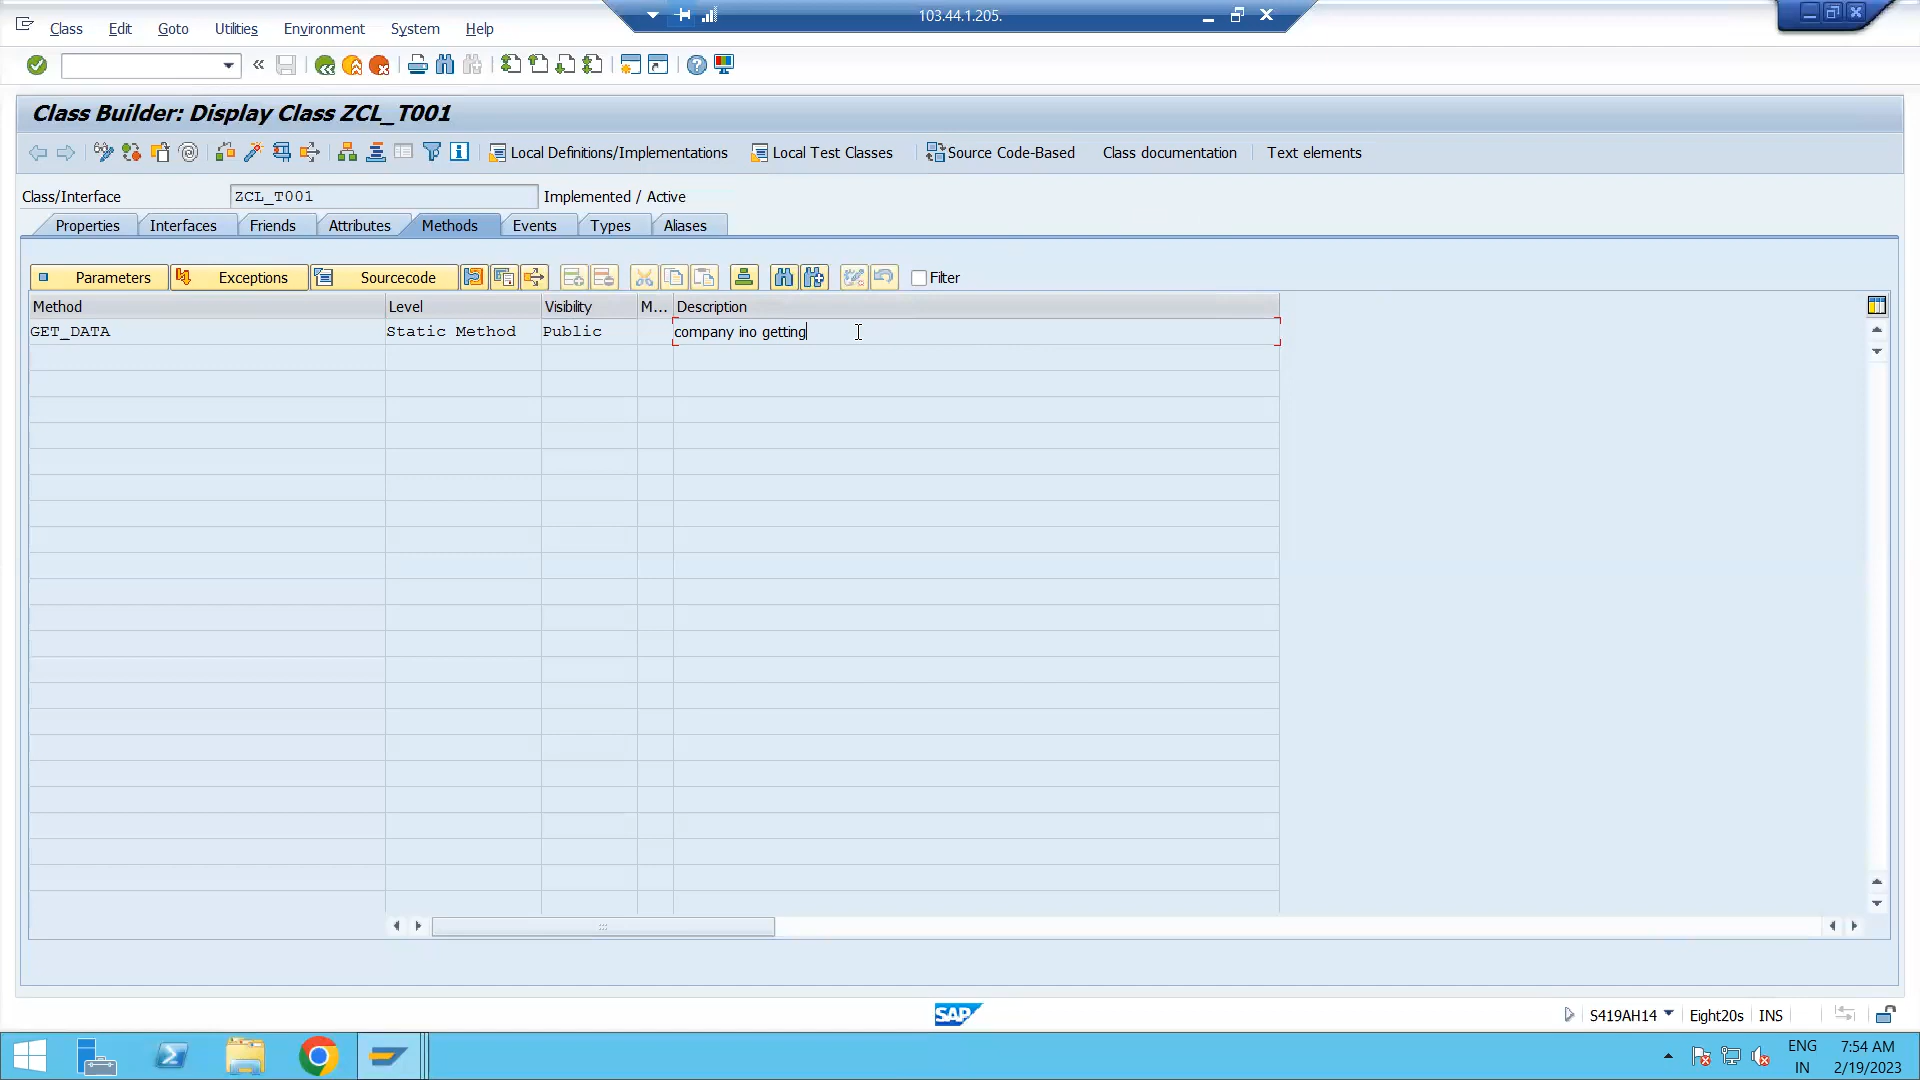 103.44.1.205.
Class Edit Goto Utilities Environment System Help
Class Builder: Display Class ZCL_T001
Local Definitions/Implementations Local Test Classes Source Code-Based Class documentation Text elements
Class/Interface ZCL_T001 Implemented / Active
Properties Interfaces Friends Attributes Methods Events Types Aliases
Parameters Exceptions Sourcecode Filter
Method Level Visibility M... Description
GET_DATA Static Method Public company ino getting
SAP S419AH14 Eight20s INS
ENG 7:54 AM
IN 2/19/2023